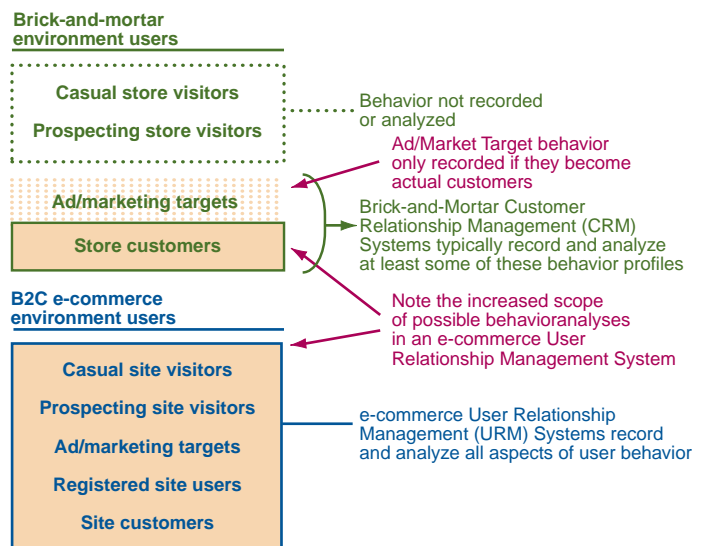 Brick-and-mortar
environment users
Casual store visitors
Prospecting store visitors
Behavior not recorded
or analyzed
Ad/Market Target behavior
only recorded if they become
actual customers
Ad/marketing targets
Store customers
Brick-and-Mortar Customer
Relationship Management (CRM)
Systems typically record and analyze
at least some of these behavior profiles
B2C e-commerce
environment users
Note the increased scope
of possible behavioranalyses
in an e-commerce User
Relationship Management System
Casual site visitors
Prospecting site visitors
Ad/marketing targets
Registered site users
Site customers
e-commerce User Relationship
Management (URM) Systems record
and analyze all aspects of user behavior